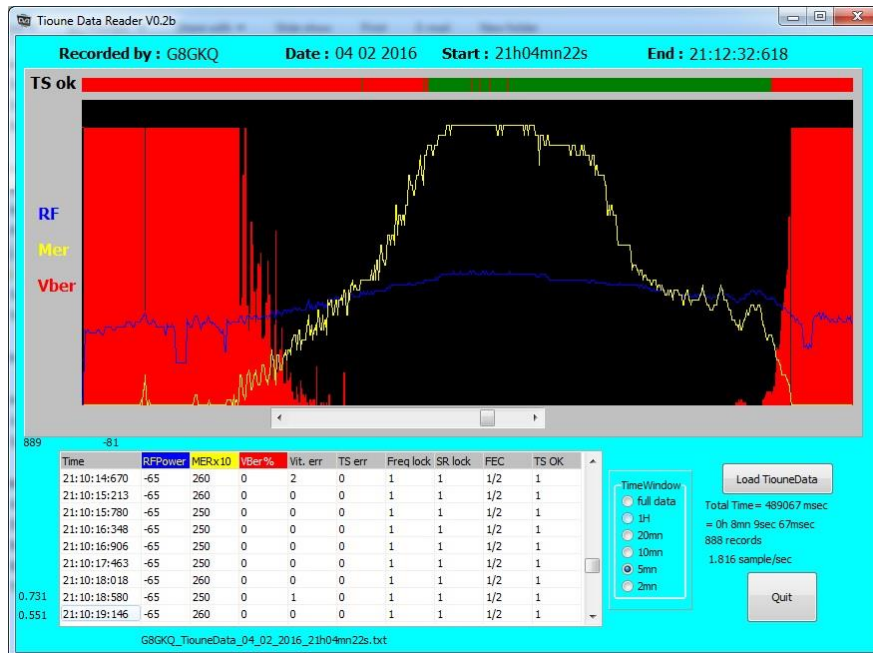 Tioune Data Reader V0.2b
Recorded by : G8GKQ Date : 04 02 2016 Start : 21h04mn22s End : 21:12:32:618
TS ok
RF
Mer
Vber
889 -81
Time RFPower MERx10 VBer% Vit. err TS err Freq lock SR lock FEC TS OK
21:10:14:670 -65 260 0 2 0 1 1 1/2 1
21:10:15:213 -65 260 0 0 0 1 1 1/2 1
21:10:15:780 -65 250 0 0 0 1 1 1/2 1
21:10:16:348 -65 250 0 0 0 1 1 1/2 1
21:10:16:906 -65 250 0 0 0 1 1 1/2 1
21:10:17:463 -65 250 0 0 0 1 1 1/2 1
21:10:18:018 -65 260 0 0 0 1 1 1/2 1
21:10:18:580 -65 250 0 1 0 1 1 1/2 1
21:10:19:146 -65 260 0 0 0 1 1 1/2 1
0.731
0.551
TimeWindow
full data
1H
20mn
10mn
5mn
2mn
Load TiouneData
Total Time= 489067 msec
= 0h 8mn 9sec 67msec
888 records
1.816 sample/sec
Quit
G8GKQ_TiouneData_04_02_2016_21h04mn22s.txt